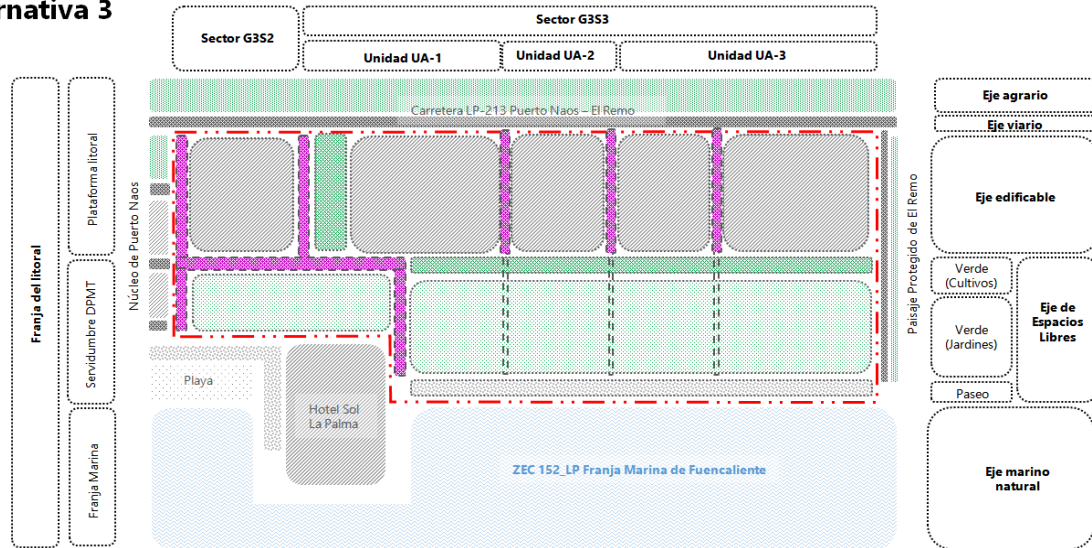 rnativa 3
Sector G3S2
Sector G3S3
Unidad UA-1
Unidad UA-2
Unidad UA-3
Franja del litoral
Plataforma litoral
Servidumbre DPMT
Franja Marina
Núcleo de Puerto Naos
Carretera LP-213 Puerto Naos – El Remo
Playa
Hotel Sol
La Palma
ZEC 152_LP Franja Marina de Fuencaliente
Paisaje Protegido de El Remo
Eje agrario
Eje viario
Eje edificable
Verde
(Cultivos)
Verde
(Jardines)
Paseo
Eje de
Espacios
Libres
Eje marino
natural